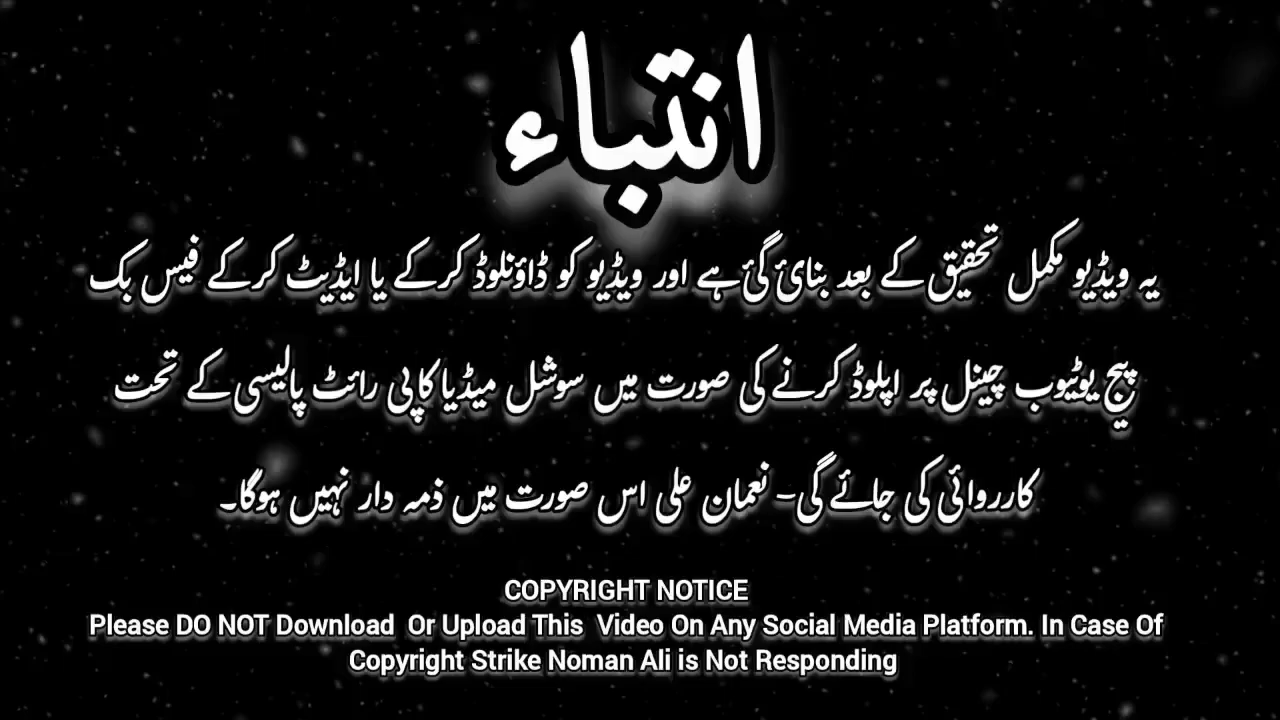 انتباء
یہ ویڈیو مکمل تحقیق کے بعد بنائ گئ ہے اور ویڈیو کو ڈاؤنلوڈ کرکے یا ایڈیٹ کرکے فیس بک
پیج یوٹیوب چینل پر اپلوڈ کرنے کی صورت میں سوشل میڈیا کاپی رائٹ پالیسی کے تحت
کارروائی کی جائے گی- نعمان علی اس صورت میں ذمہ دار نہیں ہوگا۔
COPYRIGHT NOTICE
Please DO NOT Download Or Upload This Video On Any Social Media Platform. In Case Of
Copyright Strike Noman Ali is Not Responding